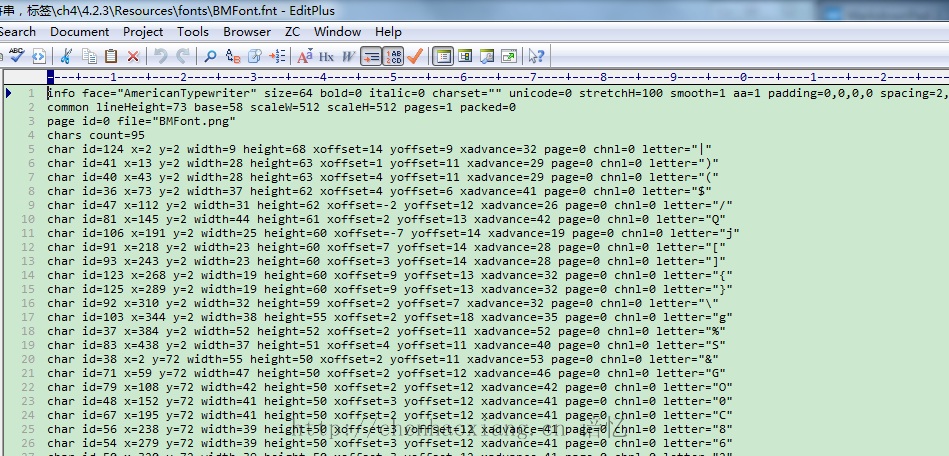 符串，标签\ch4\4.2.3\Resources\fonts\BMFont.fnt - EditPlus
Search Document Project Tools Browser ZC Window Help
----+----1----+----2----+----3----+----4----+----5----+----6----+----7----+----8----+----9----+----0----+----1----+----2----
1 info face="AmericanTypewriter" size=64 bold=0 italic=0 charset="" unicode=0 stretchH=100 smooth=1 aa=1 padding=0,0,0,0 spacing=2,
2 common lineHeight=73 base=58 scaleW=512 scaleH=512 pages=1 packed=0
3 page id=0 file="BMFont.png"
4 chars count=95
5 char id=124 x=2 y=2 width=9 height=68 xoffset=14 yoffset=9 xadvance=32 page=0 chnl=0 letter="|"
6 char id=41 x=13 y=2 width=28 height=63 xoffset=1 yoffset=11 xadvance=29 page=0 chnl=0 letter=")"
7 char id=40 x=43 y=2 width=28 height=63 xoffset=4 yoffset=11 xadvance=29 page=0 chnl=0 letter="("
8 char id=36 x=73 y=2 width=37 height=62 xoffset=4 yoffset=6 xadvance=41 page=0 chnl=0 letter="$"
9 char id=47 x=112 y=2 width=31 height=62 xoffset=-2 yoffset=12 xadvance=26 page=0 chnl=0 letter="/"
10 char id=81 x=145 y=2 width=44 height=61 xoffset=2 yoffset=13 xadvance=42 page=0 chnl=0 letter="Q"
11 char id=106 x=191 y=2 width=25 height=60 xoffset=-7 yoffset=14 xadvance=19 page=0 chnl=0 letter="j"
12 char id=91 x=218 y=2 width=23 height=60 xoffset=7 yoffset=14 xadvance=28 page=0 chnl=0 letter="["
13 char id=93 x=243 y=2 width=23 height=60 xoffset=3 yoffset=14 xadvance=28 page=0 chnl=0 letter="]"
14 char id=123 x=268 y=2 width=19 height=60 xoffset=9 yoffset=13 xadvance=32 page=0 chnl=0 letter="{"
15 char id=125 x=289 y=2 width=19 height=60 xoffset=9 yoffset=13 xadvance=32 page=0 chnl=0 letter="}"
16 char id=92 x=310 y=2 width=32 height=59 xoffset=2 yoffset=7 xadvance=32 page=0 chnl=0 letter="\"
17 char id=103 x=344 y=2 width=38 height=55 xoffset=2 yoffset=18 xadvance=35 page=0 chnl=0 letter="g"
18 char id=37 x=384 y=2 width=52 height=52 xoffset=2 yoffset=11 xadvance=52 page=0 chnl=0 letter="%"
19 char id=83 x=438 y=2 width=37 height=51 xoffset=4 yoffset=11 xadvance=40 page=0 chnl=0 letter="S"
20 char id=38 x=2 y=72 width=55 height=50 xoffset=2 yoffset=11 xadvance=53 page=0 chnl=0 letter="&"
21 char id=71 x=59 y=72 width=47 height=50 xoffset=2 yoffset=12 xadvance=46 page=0 chnl=0 letter="G"
22 char id=79 x=108 y=72 width=42 height=50 xoffset=2 yoffset=12 xadvance=42 page=0 chnl=0 letter="O"
23 char id=48 x=152 y=72 width=41 height=50 xoffset=3 yoffset=12 xadvance=41 page=0 chnl=0 letter="0"
24 char id=67 x=195 y=72 width=41 height=50 xoffset=2 yoffset=12 xadvance=41 page=0 chnl=0 letter="C"
25 char id=56 x=238 y=72 width=39 height=50 xoffset=3 yoffset=12 xadvance=41 page=0 chnl=0 letter="8"
26 char id=54 x=279 y=72 width=39 height=50 xoffset=3 yoffset=12 xadvance=41 page=0 chnl=0 letter="6"
http://chenhaoxiang.cn